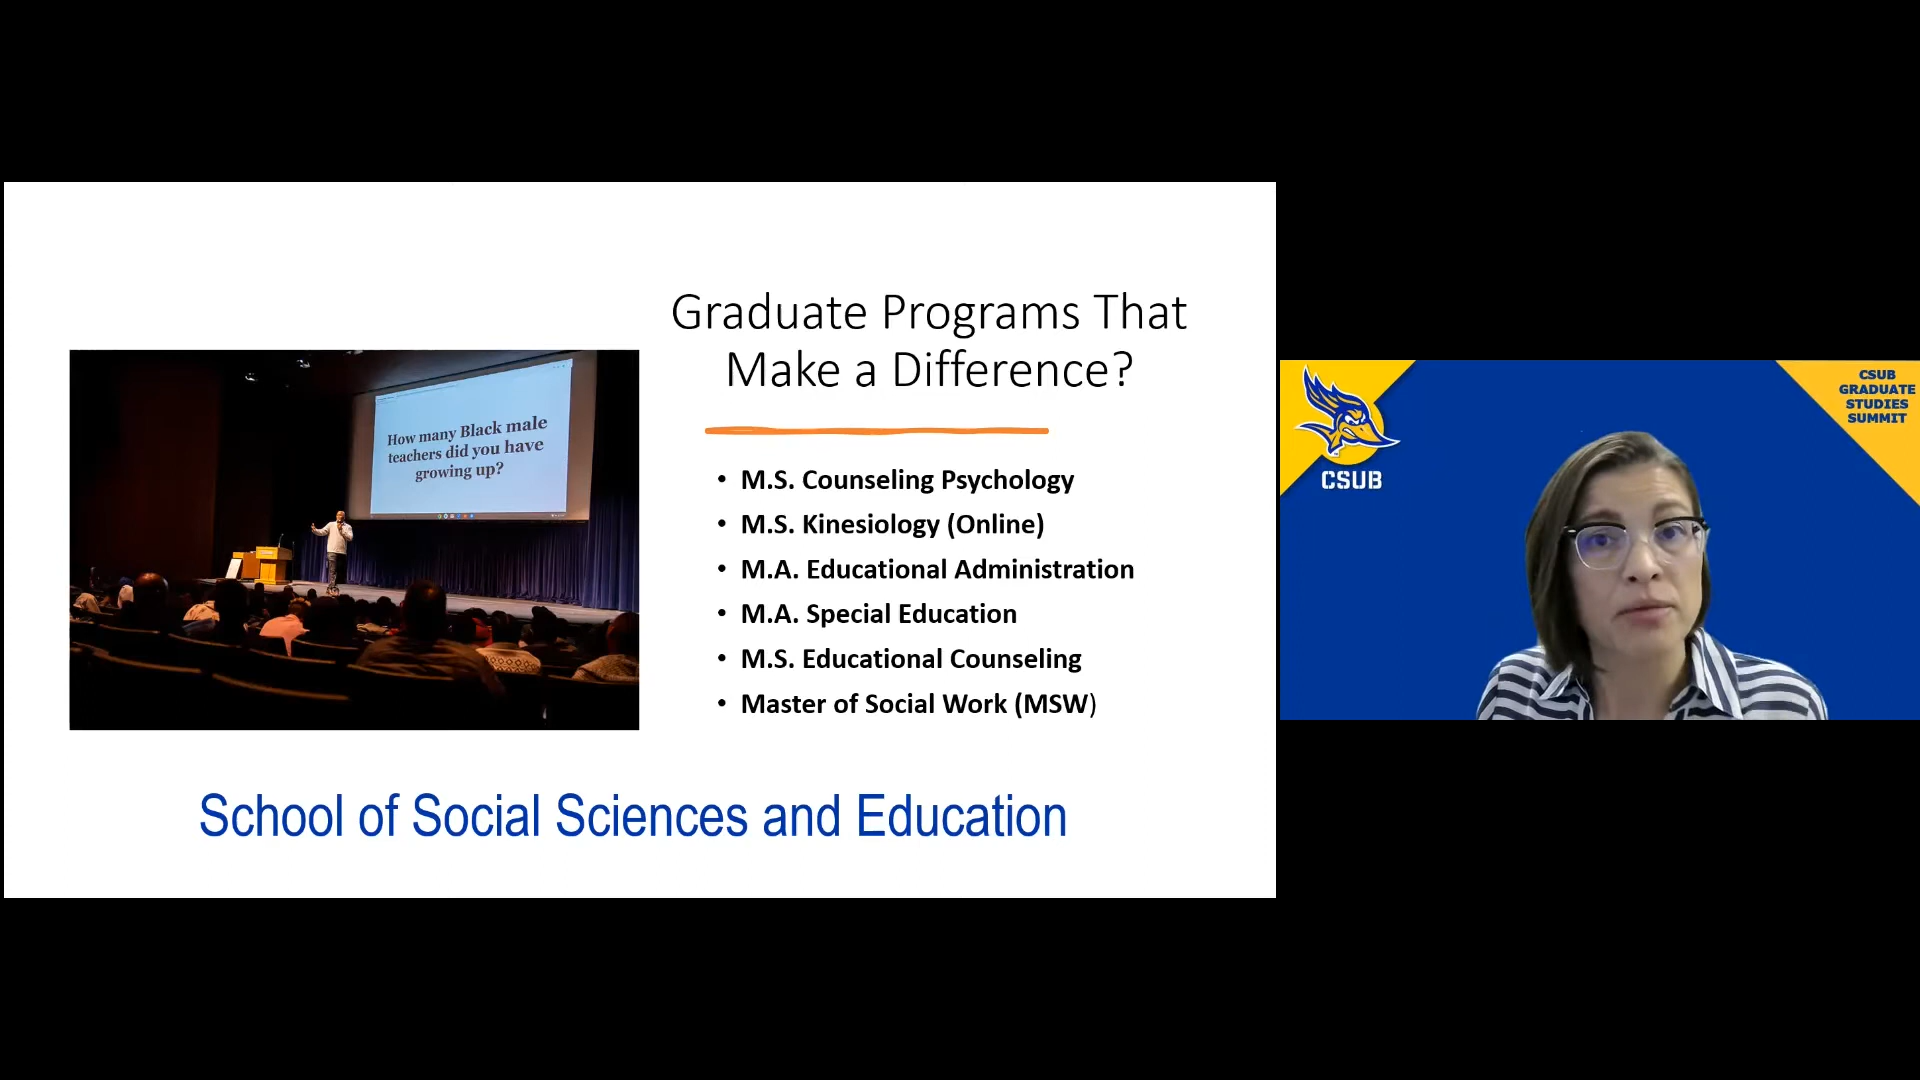 Graduate Programs That
Make a Difference?
How many Black male
teachers did you have
growing up?
• M.S. Counseling Psychology
• M.S. Kinesiology (Online)
• M.A. Educational Administration
• M.A. Special Education
• M.S. Educational Counseling
• Master of Social Work (MSW)
School of Social Sciences and Education
CSUB
CSUB
GRADUATE
STUDIES
SUMMIT